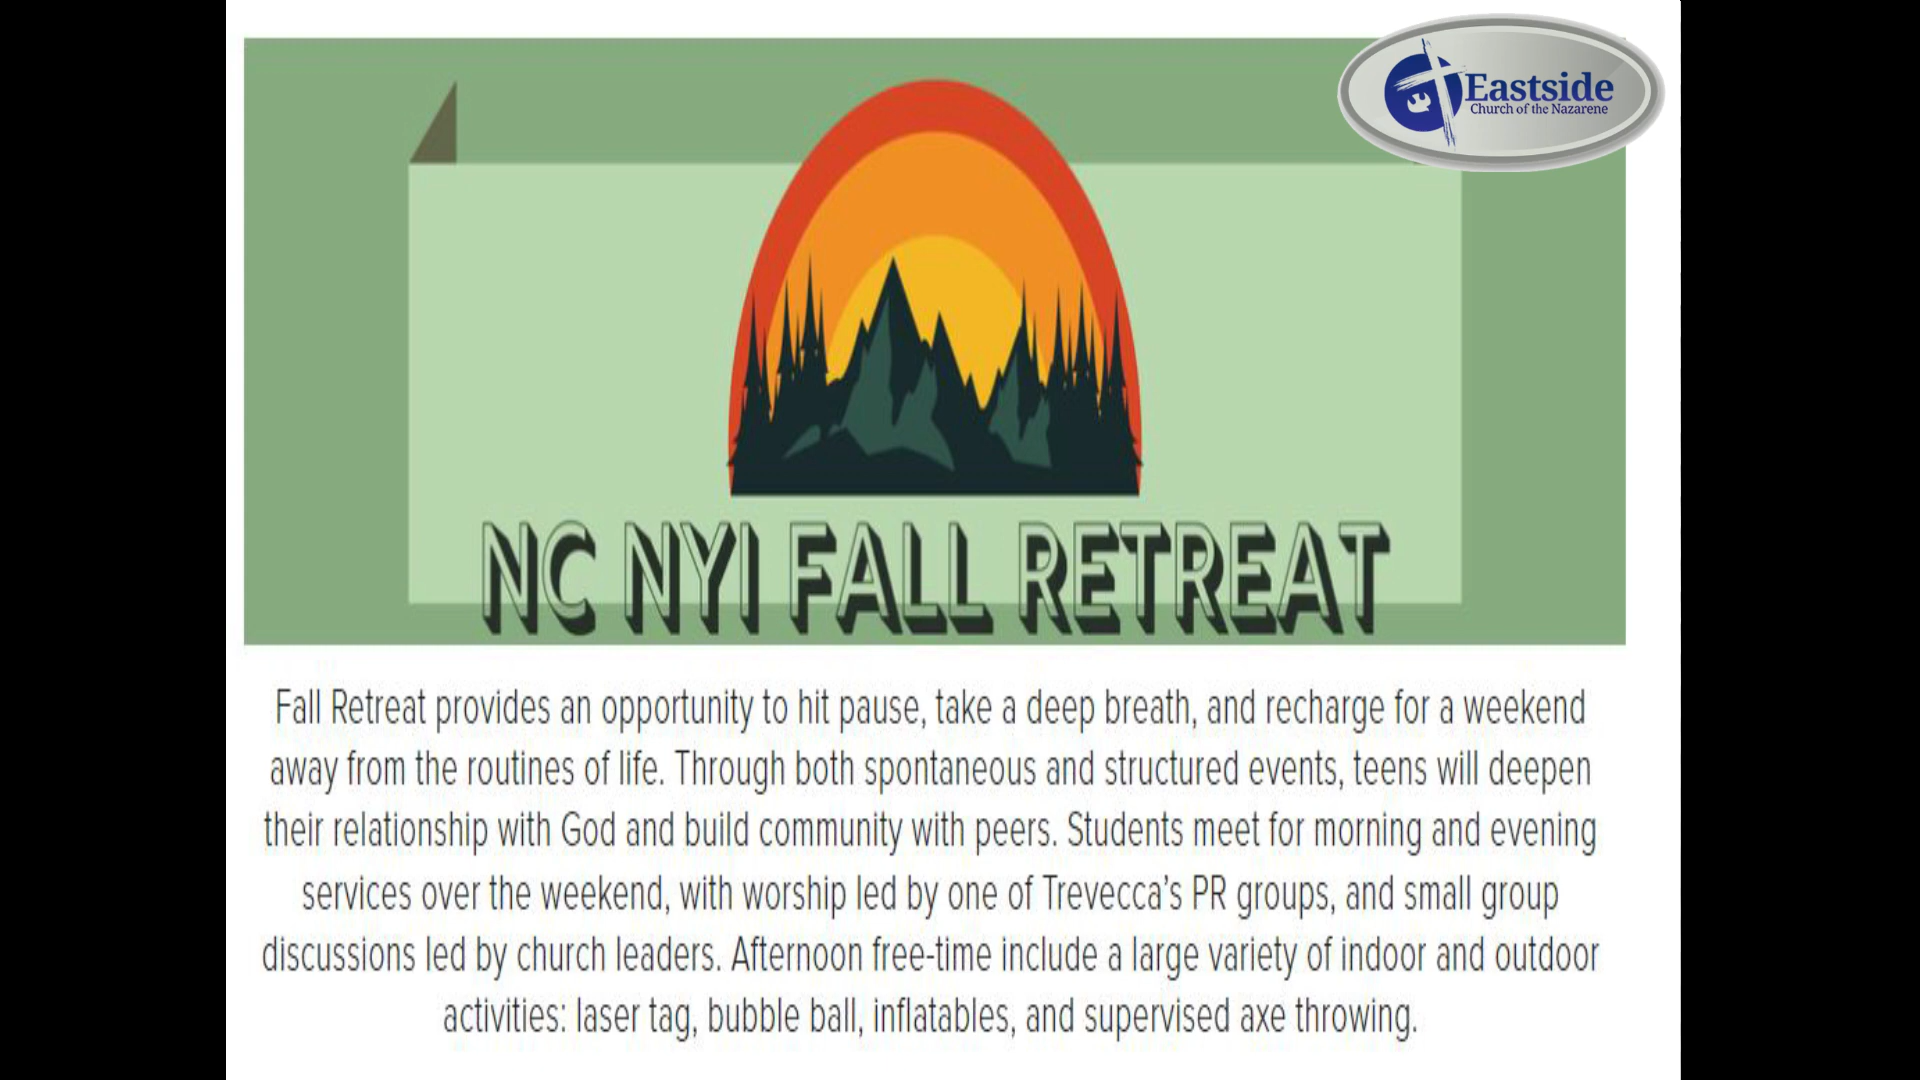 Eastside
Church of the Nazarene
NC NYI FALL RETREAT
Fall Retreat provides an opportunity to hit pause, take a deep breath, and recharge for a weekend
away from the routines of life. Through both spontaneous and structured events, teens will deepen
their relationship with God and build community with peers. Students meet for morning and evening
services over the weekend, with worship led by one of Trevecca’s PR groups, and small group
discussions led by church leaders. Afternoon free-time include a large variety of indoor and outdoor
activities: laser tag, bubble ball, inflatables, and supervised axe throwing.